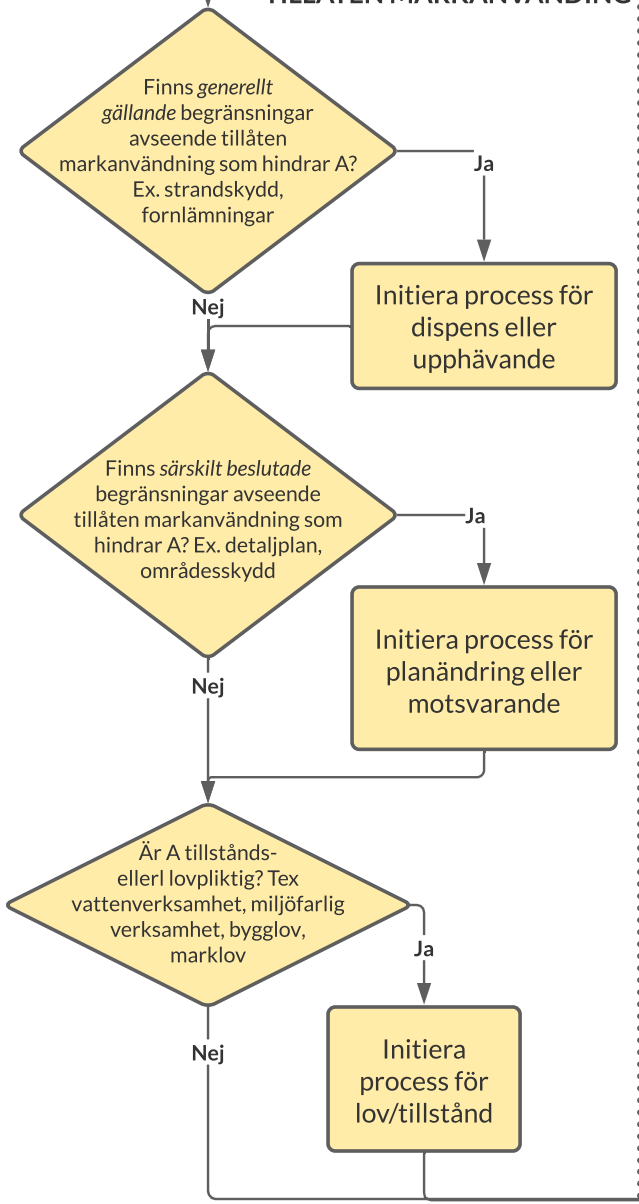 TILLÅTEN MARKANVÄNDING
Finns generellt
gällande begränsningar
avseende tillåten
markanvändning som hindrar A?
Ex. strandskydd,
fornlämningar
Ja
Initiera process för
dispens eller
upphävande
Nej
Finns särskilt beslutade
begränsningar avseende
tillåten markanvändning som
hindrar A? Ex. detaljplan,
områdesskydd
Ja
Initiera process för
planändring eller
motsvarande
Nej
Är A tillstånds-
ellerl lovpliktig? Tex
vattenverksamhet, miljöfarlig
verksamhet, bygglov,
marklov
Ja
Initiera
process för
lov/tillstånd
Nej